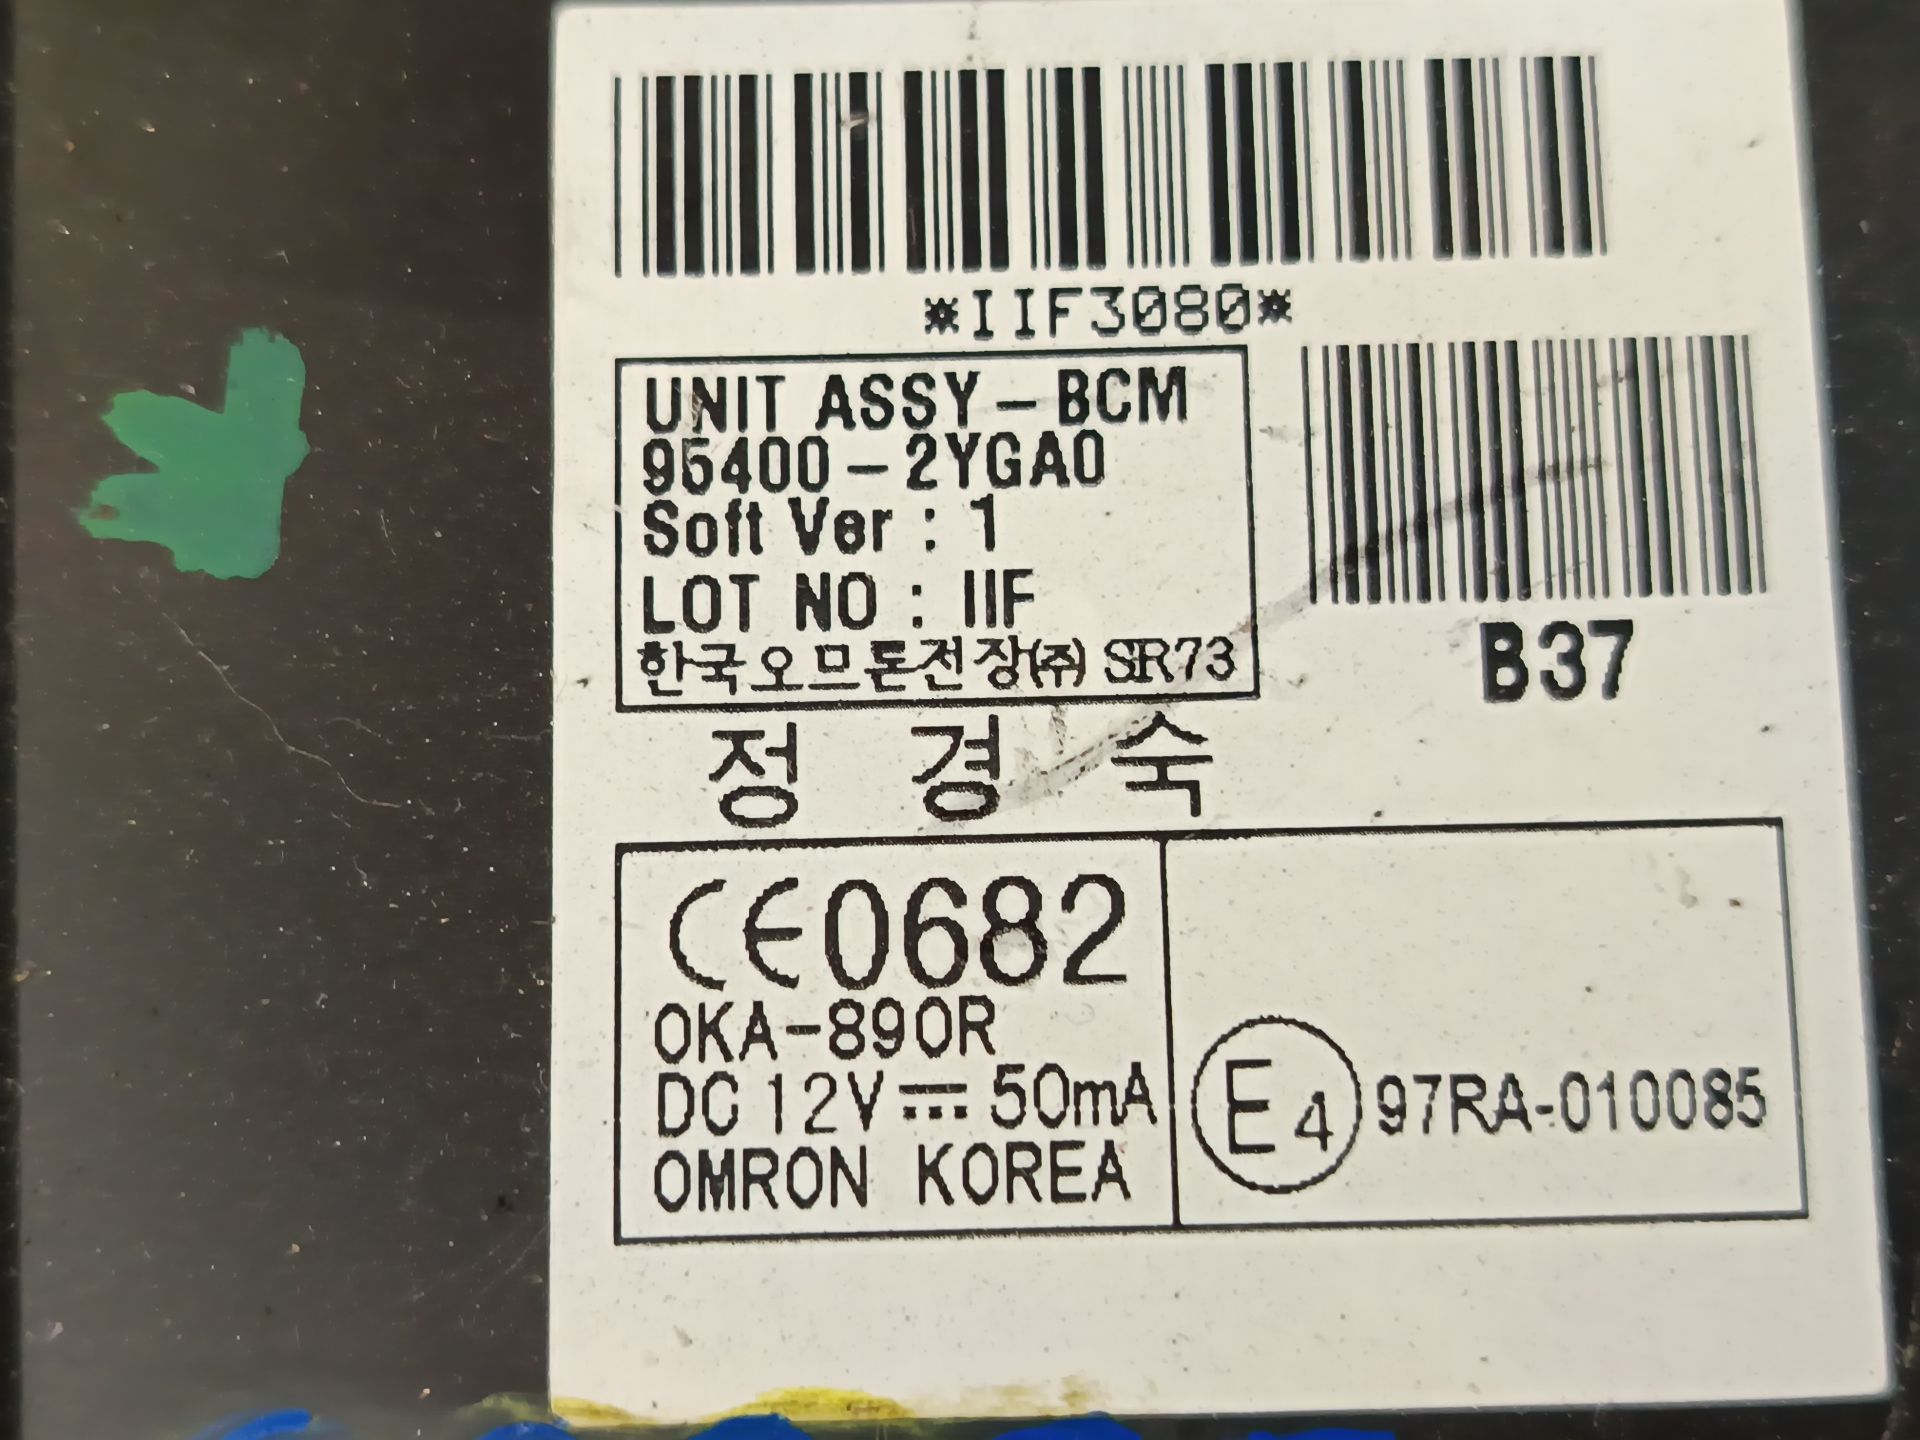 *IIF3080*
UNIT ASSY-BCM
95400-2YGA0
Soft Ver : 1
LOT NO : IIF
한국오므론전장(주) SR73
B37
정 경 숙
CE0682
OKA-890R
DC 12V ⎓ 50mA
OMRON KOREA
E4 97RA-010085